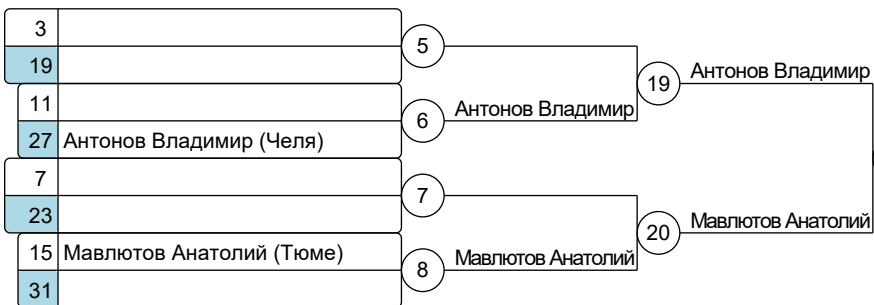 3
5
19
19 Антонов Владимир
11
6 Антонов Владимир
27 Антонов Владимир (Челя)
7
7
23
20 Мавлютов Анатолий
15 Мавлютов Анатолий (Тюме)
8 Мавлютов Анатолий
31